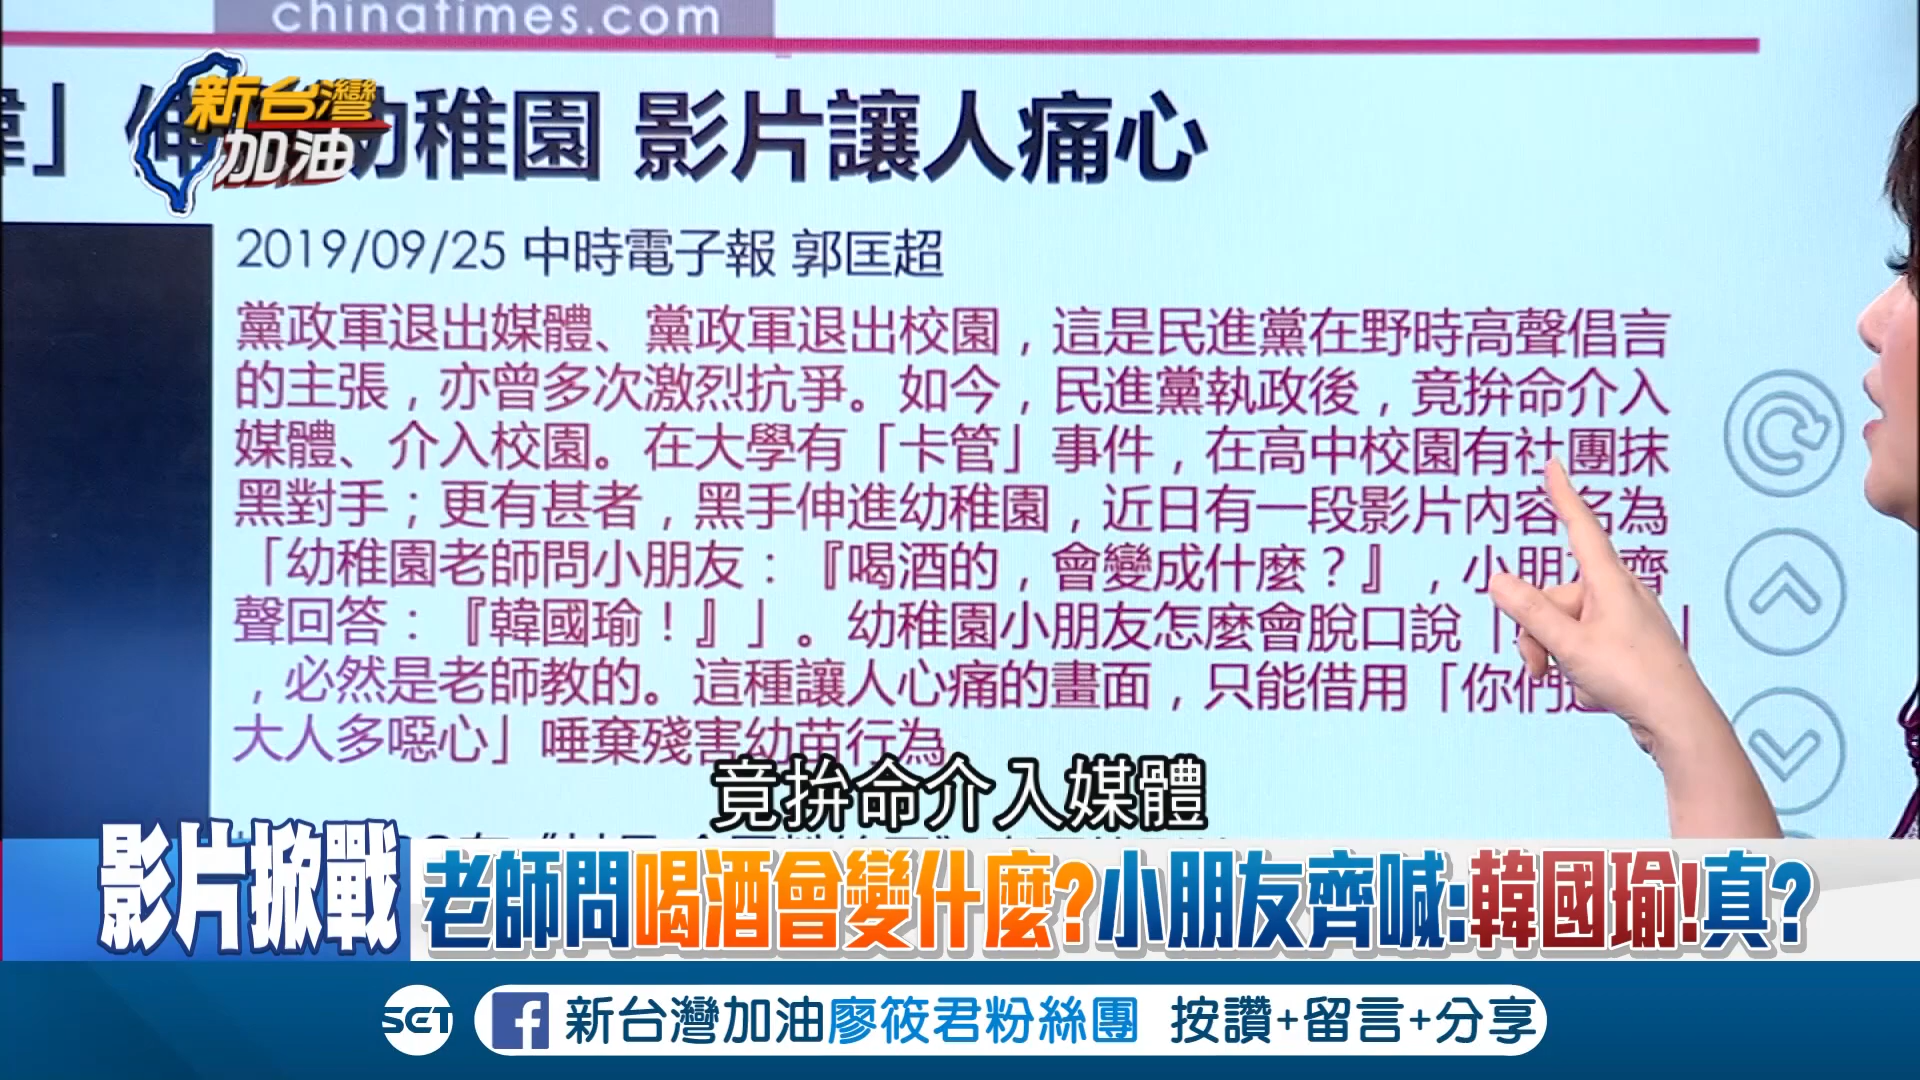 chinatimes.com
新台灣
加油
」伸 幼稚園 影片讓人痛心
2019/09/25 中時電子報 郭匡超
黨政軍退出媒體、黨政軍退出校園，這是民進黨在野時高聲倡言
的主張，亦曾多次激烈抗爭。如今，民進黨執政後，竟拚命介入
媒體、介入校園。在大學有「卡管」事件，在高中校園有社團抹
黑對手；更有甚者，黑手伸進幼稚園，近日有一段影片內容名為
「幼稚園老師問小朋友：『喝酒的，會變成什麼？』，小朋友齊
聲回答：『韓國瑜！』」。幼稚園小朋友怎麼會脫口說「
，必然是老師教的。這種讓人心痛的畫面，只能借用「你們
大人多噁心」唾棄殘害幼苗行為
竟拚命介入媒體
影片掀戰
老師問喝酒會變什麼?小朋友齊喊:韓國瑜!真?
SET 新台灣加油廖筱君粉絲團 按讚+留言+分享